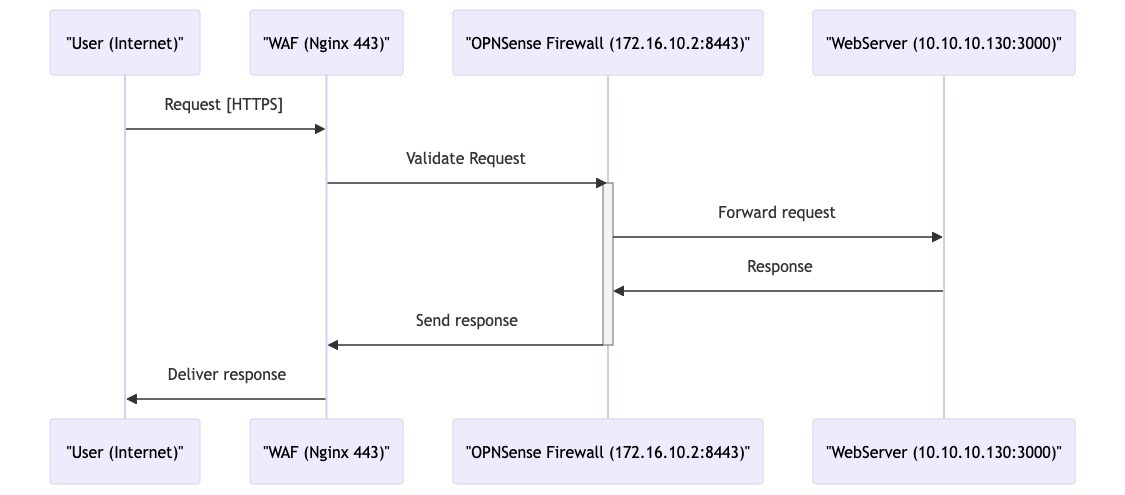 "User (Internet)"
"WAF (Nginx 443)"
"OPNSense Firewall (172.16.10.2:8443)"
"WebServer (10.10.10.130:3000)"
Request [HTTPS]
Validate Request
Forward request
Response
Send response
Deliver response
"User (Internet)"
"WAF (Nginx 443)"
"OPNSense Firewall (172.16.10.2:8443)"
"WebServer (10.10.10.130:3000)"